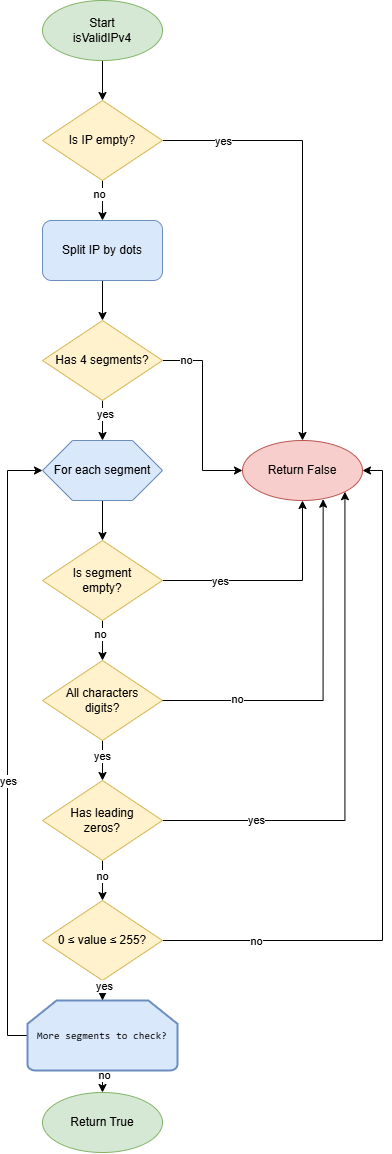 Start
isValidIPv4
Is IP empty?
yes
no
Split IP by dots
Has 4 segments?
no
yes
For each segment
Return False
Is segment
empty?
yes
no
All characters
digits?
no
yes
Has leading
zeros?
yes
no
0 ≤ value ≤ 255?
no
yes
More segments to check?
yes
no
Return True